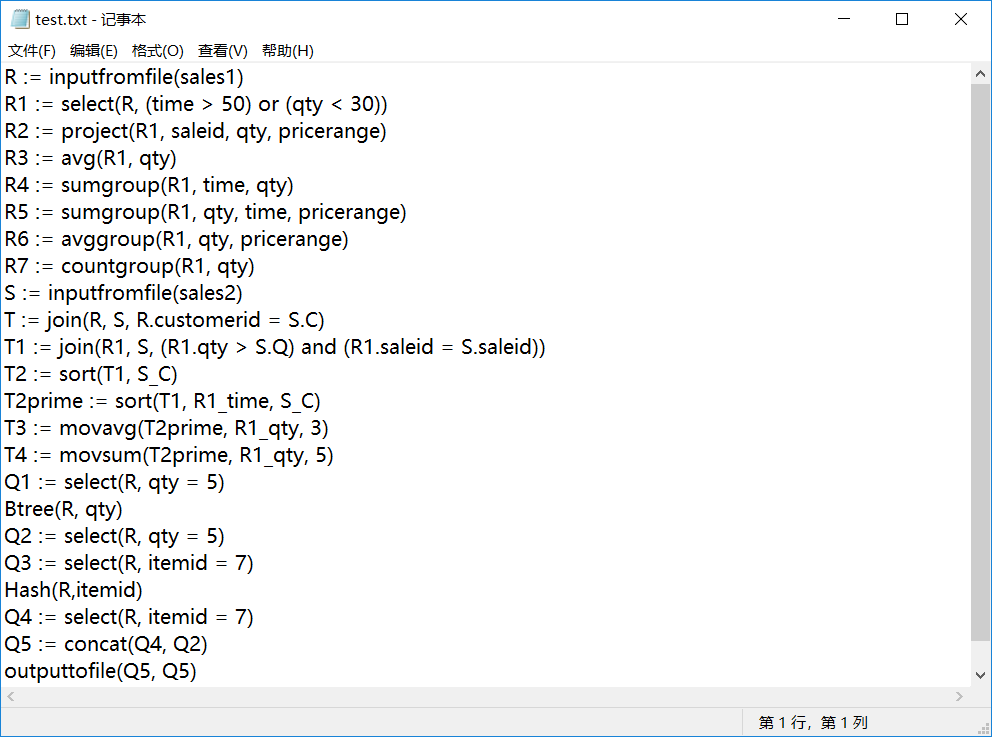 test.txt - 记事本
文件(F) 编辑(E) 格式(O) 查看(V) 帮助(H)
R := inputfromfile(sales1)
R1 := select(R, (time > 50) or (qty < 30))
R2 := project(R1, saleid, qty, pricerange)
R3 := avg(R1, qty)
R4 := sumgroup(R1, time, qty)
R5 := sumgroup(R1, qty, time, pricerange)
R6 := avggroup(R1, qty, pricerange)
R7 := countgroup(R1, qty)
S := inputfromfile(sales2)
T := join(R, S, R.customerid = S.C)
T1 := join(R1, S, (R1.qty > S.Q) and (R1.saleid = S.saleid))
T2 := sort(T1, S_C)
T2prime := sort(T1, R1_time, S_C)
T3 := movavg(T2prime, R1_qty, 3)
T4 := movsum(T2prime, R1_qty, 5)
Q1 := select(R, qty = 5)
Btree(R, qty)
Q2 := select(R, qty = 5)
Q3 := select(R, itemid = 7)
Hash(R,itemid)
Q4 := select(R, itemid = 7)
Q5 := concat(Q4, Q2)
outputtofile(Q5, Q5)
第 1 行，第 1 列